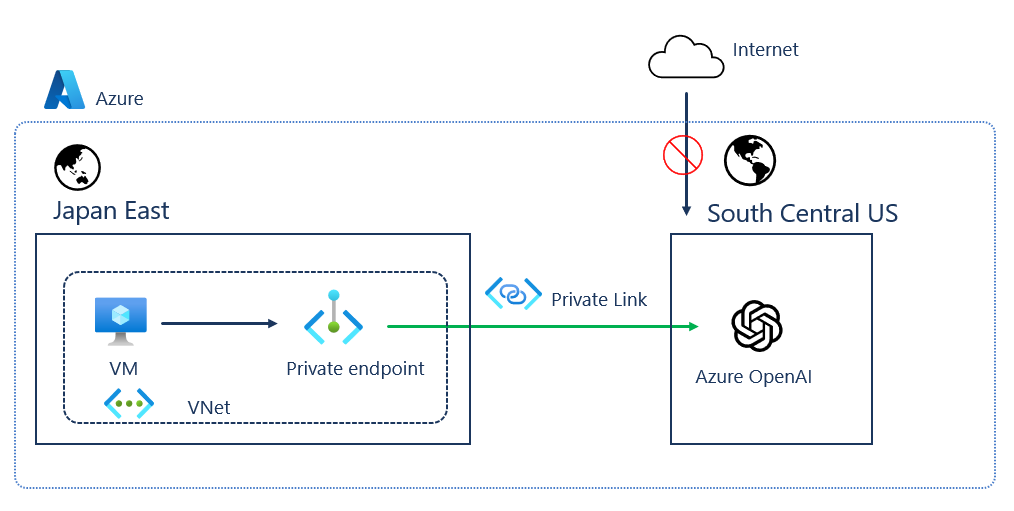 Internet
Azure
Japan East
South Central US
Private Link
VM
Private endpoint
Azure OpenAI
VNet